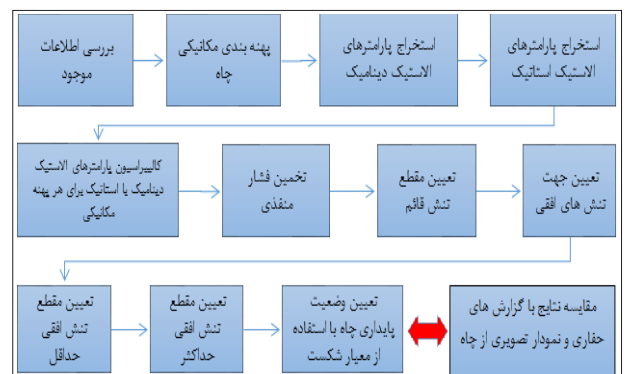 بررسی اطلاعات
موجود
پهنه بندی مکانیکی
چاه
استخراج پارامترهای
الاستیک دینامیک
استخراج پارامترهای
الاستیک استاتیک
کالیبراسیون پارامترهای الاستیک
دینامیک با استاتیک برای هر پهنه
مکانیکی
تخمین فشار
منفذی
تعیین مقطع
تنش قائم
تعیین جهت
تنش های افقی
تعیین مقطع
تنش افقی
حداقل
تعیین مقطع
تنش افقی
حداکثر
تعیین وضعیت
پایداری چاه با استفاده
از معیار شکست
مقایسه نتایج با گزارش های
حفاری و نمودار تصویری از چاه